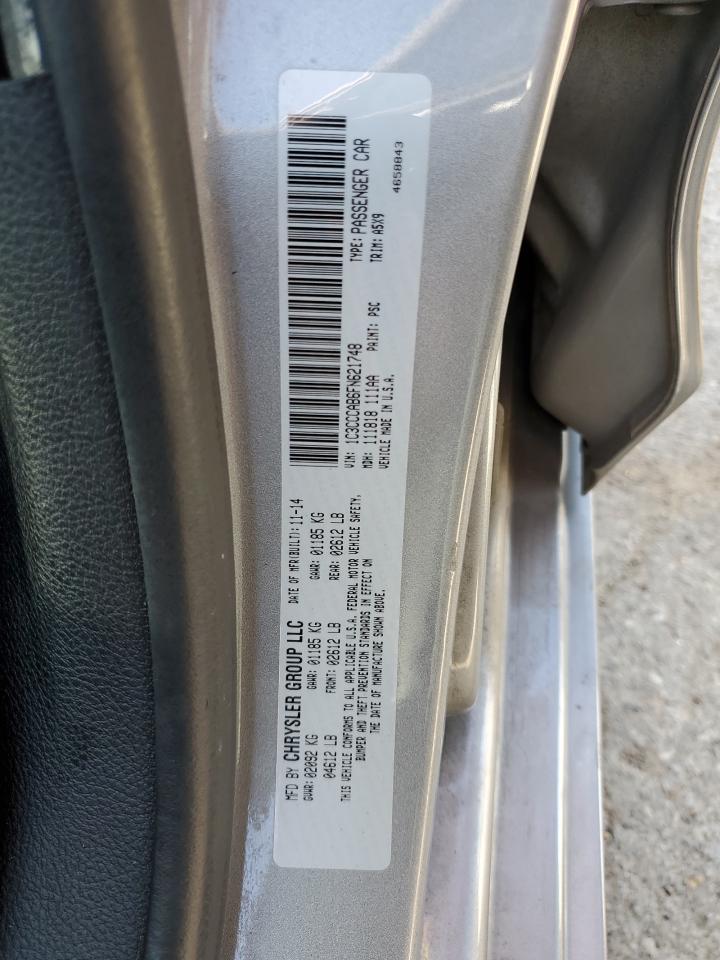 MFD BY CHRYSLER GROUP LLC DATE OF MFR(BUILT): 11-14
GVWR: 02092 KG GAWR: 01185 KG GAWR: 01185 KG
04612 LB FRONT: 02612 LB REAR: 02612 LB
THIS VEHICLE CONFORMS TO ALL APPLICABLE U.S.A. FEDERAL MOTOR VEHICLE SAFETY,
BUMPER AND THEFT PREVENTION STANDARDS IN EFFECT ON
THE DATE OF MANUFACTURE SHOWN ABOVE.
VIN: 1C3CCCAB6FN621748 TYPE: PASSENGER CAR
MDH: 111818 111AA PAINT: PSC TRIM: A5X9
VEHICLE MADE IN U.S.A. 4658843